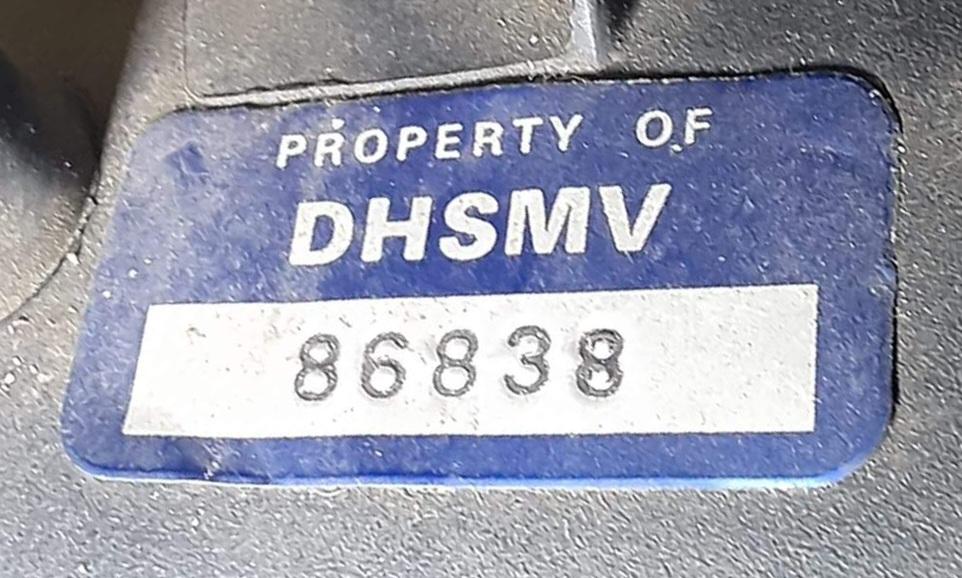 PROPERTY OF
DHSMV
86838